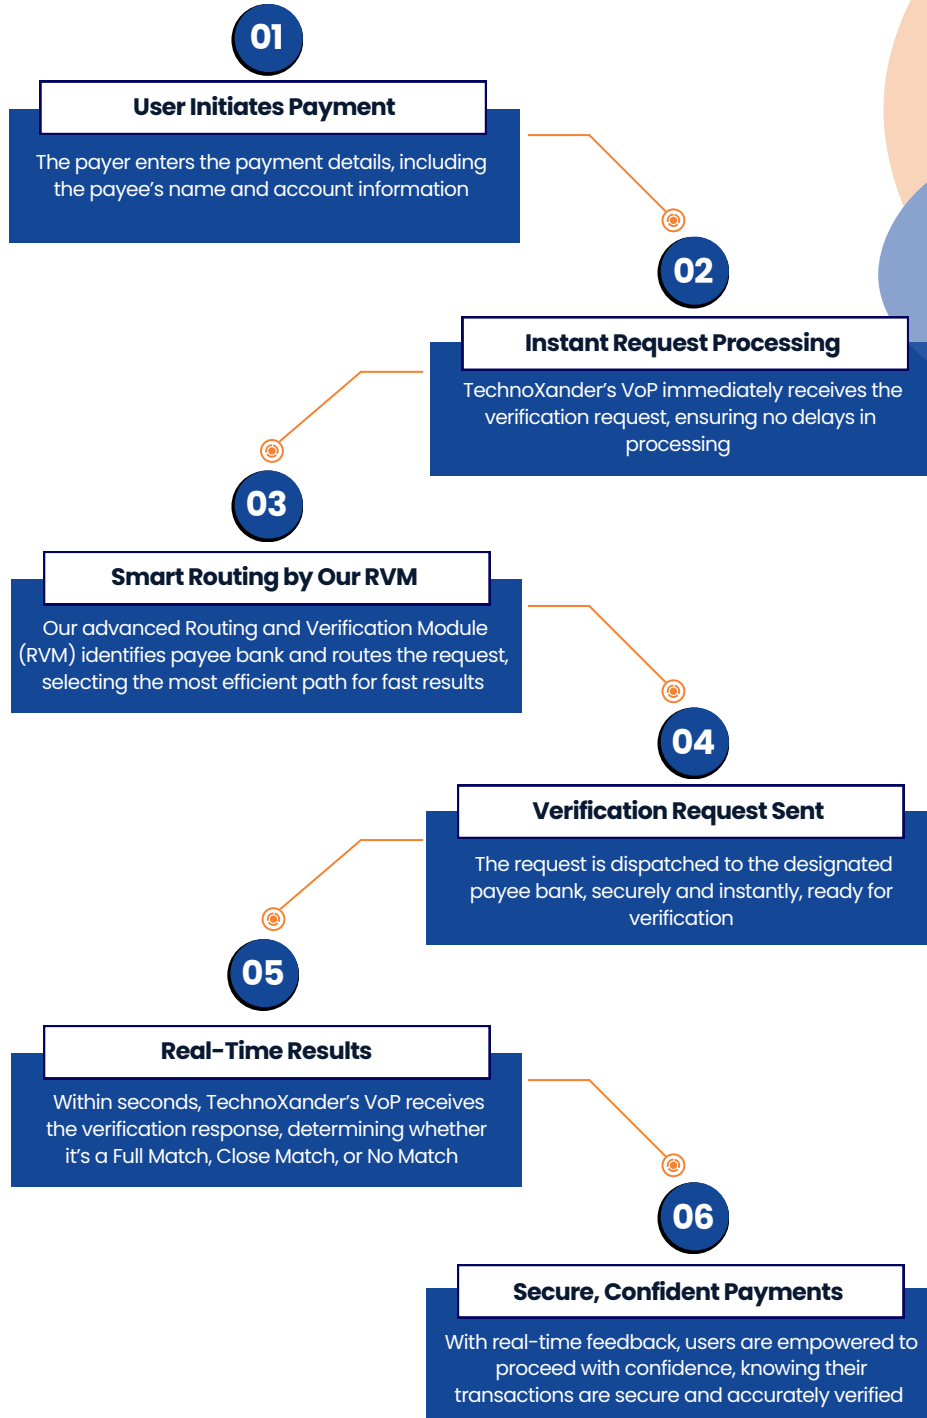 01
User Initiates Payment
The payer enters the payment details, including
the payee's name and account information
02
Instant Request Processing
TechnoXander's VoP immediately receives the
verification request, ensuring no delays in
processing
03
Smart Routing by Our RVM
Our advanced Routing and Verification Module
(RVM) identifies payee bank and routes the request,
selecting the most efficient path for fast results
04
Verification Request Sent
The request is dispatched to the designated
payee bank, securely and instantly, ready for
verification
05
Real-Time Results
Within seconds, TechnoXander's VoP receives
the verification response, determining whether
it's a Full Match, Close Match, or No Match
06
Secure, Confident Payments
With real-time feedback, users are empowered to
proceed with confidence, knowing their
transactions are secure and accurately verified